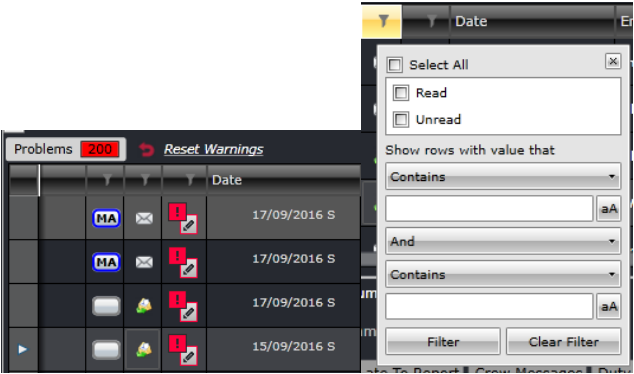 Date
Select All
Read
Unread
Show rows with value that
Contains
aA
And
Contains
aA
Filter
Clear Filter
Problems 200 Reset Warnings
Date
MA 17/09/2016 S
MA 17/09/2016 S
17/09/2016 S
15/09/2016 S
To Report
Crew Messages